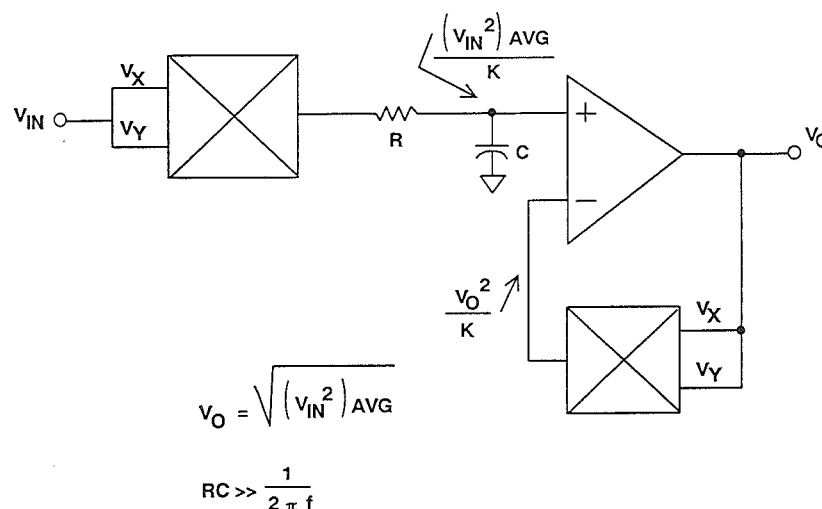 (V_IN^2) AVG
K
V_X
V_IN
V_Y
R
C
+
−
V_O
V_O^2
K
V_X
V_Y
V_O = √(V_IN^2) AVG
RC >> 1 / 2 π f